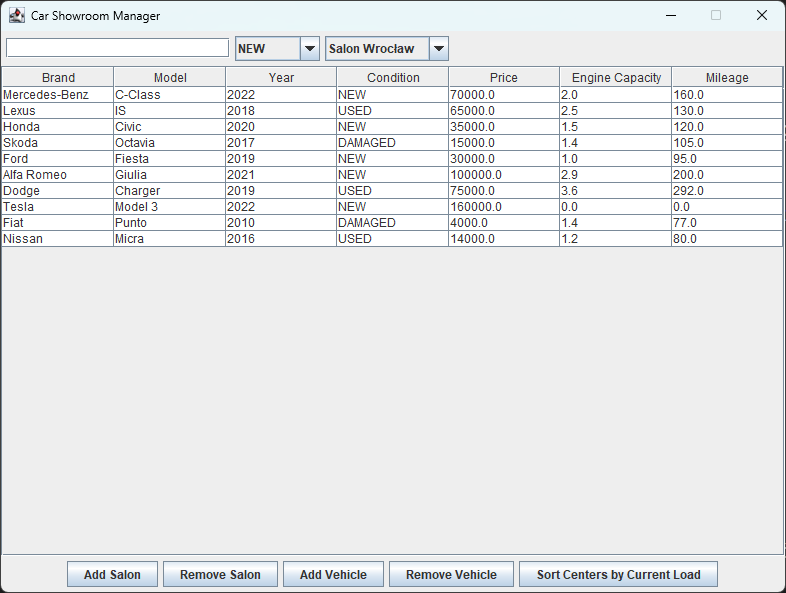 Car Showroom Manager
NEW Salon Wrocław
Brand Model Year Condition Price Engine Capacity Mileage
Mercedes-Benz C-Class 2022 NEW 70000.0 2.0 160.0
Lexus IS 2018 USED 65000.0 2.5 130.0
Honda Civic 2020 NEW 35000.0 1.5 120.0
Skoda Octavia 2017 DAMAGED 15000.0 1.4 105.0
Ford Fiesta 2019 NEW 30000.0 1.0 95.0
Alfa Romeo Giulia 2021 NEW 100000.0 2.9 200.0
Dodge Charger 2019 USED 75000.0 3.6 292.0
Tesla Model 3 2022 NEW 160000.0 0.0 0.0
Fiat Punto 2010 DAMAGED 4000.0 1.4 77.0
Nissan Micra 2016 USED 14000.0 1.2 80.0
Add Salon Remove Salon Add Vehicle Remove Vehicle Sort Centers by Current Load